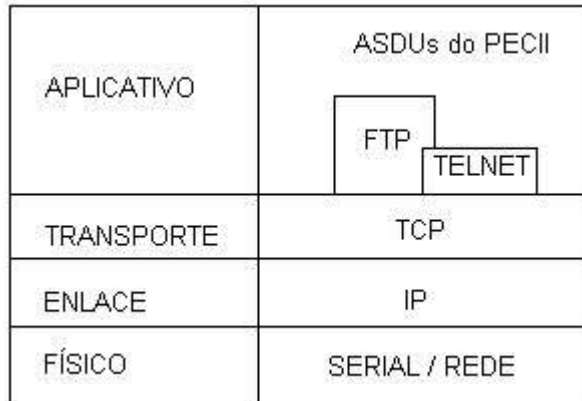 ASDUs do PECII
APLICATIVO
FTP
TELNET
TRANSPORTE
TCP
ENLACE
IP
FÍSICO
SERIAL / REDE